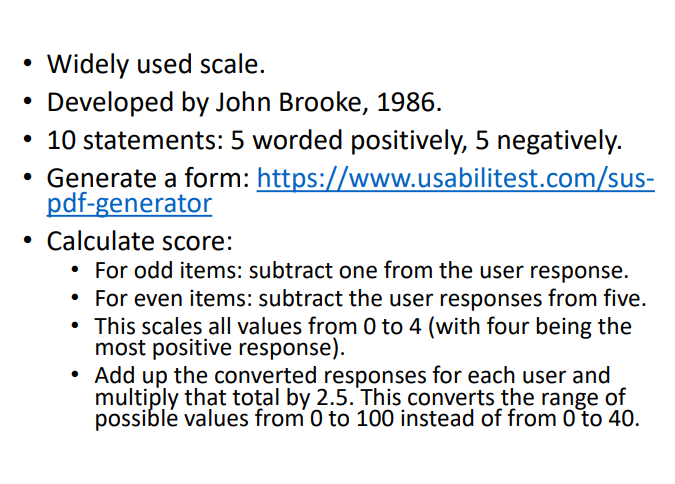 • Widely used scale.
• Developed by John Brooke, 1986.
• 10 statements: 5 worded positively, 5 negatively.
• Generate a form: https://www.usabilitest.com/sus-
pdf-generator
• Calculate score:
• For odd items: subtract one from the user response.
• For even items: subtract the user responses from five.
• This scales all values from 0 to 4 (with four being the
most positive response).
• Add up the converted responses for each user and
multiply that total by 2.5. This converts the range of
possible values from 0 to 100 instead of from 0 to 40.